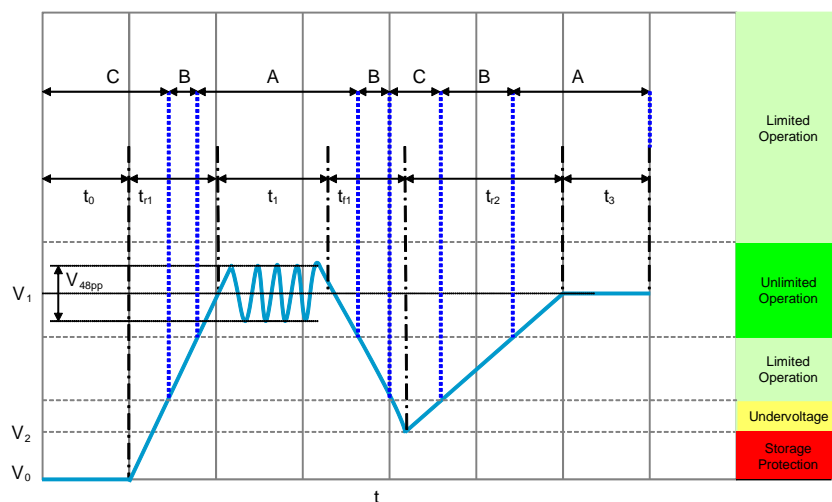 C B A B C B A
Limited
Operation
t0 tr1 t1 tf1 tr2 t3
V48pp
V1
Unlimited
Operation
Limited
Operation
Undervoltage
V2
Storage
Protection
V0
t